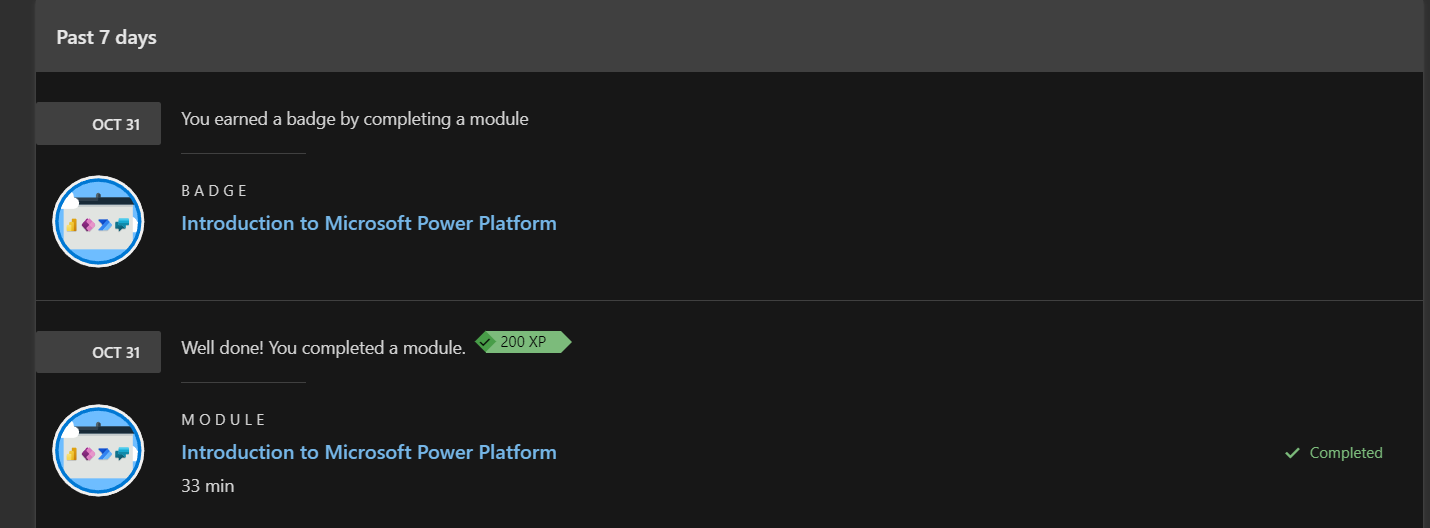 Past 7 days
OCT 31
You earned a badge by completing a module
BADGE
Introduction to Microsoft Power Platform
OCT 31
Well done! You completed a module.
200 XP
MODULE
Introduction to Microsoft Power Platform
Completed
33 min